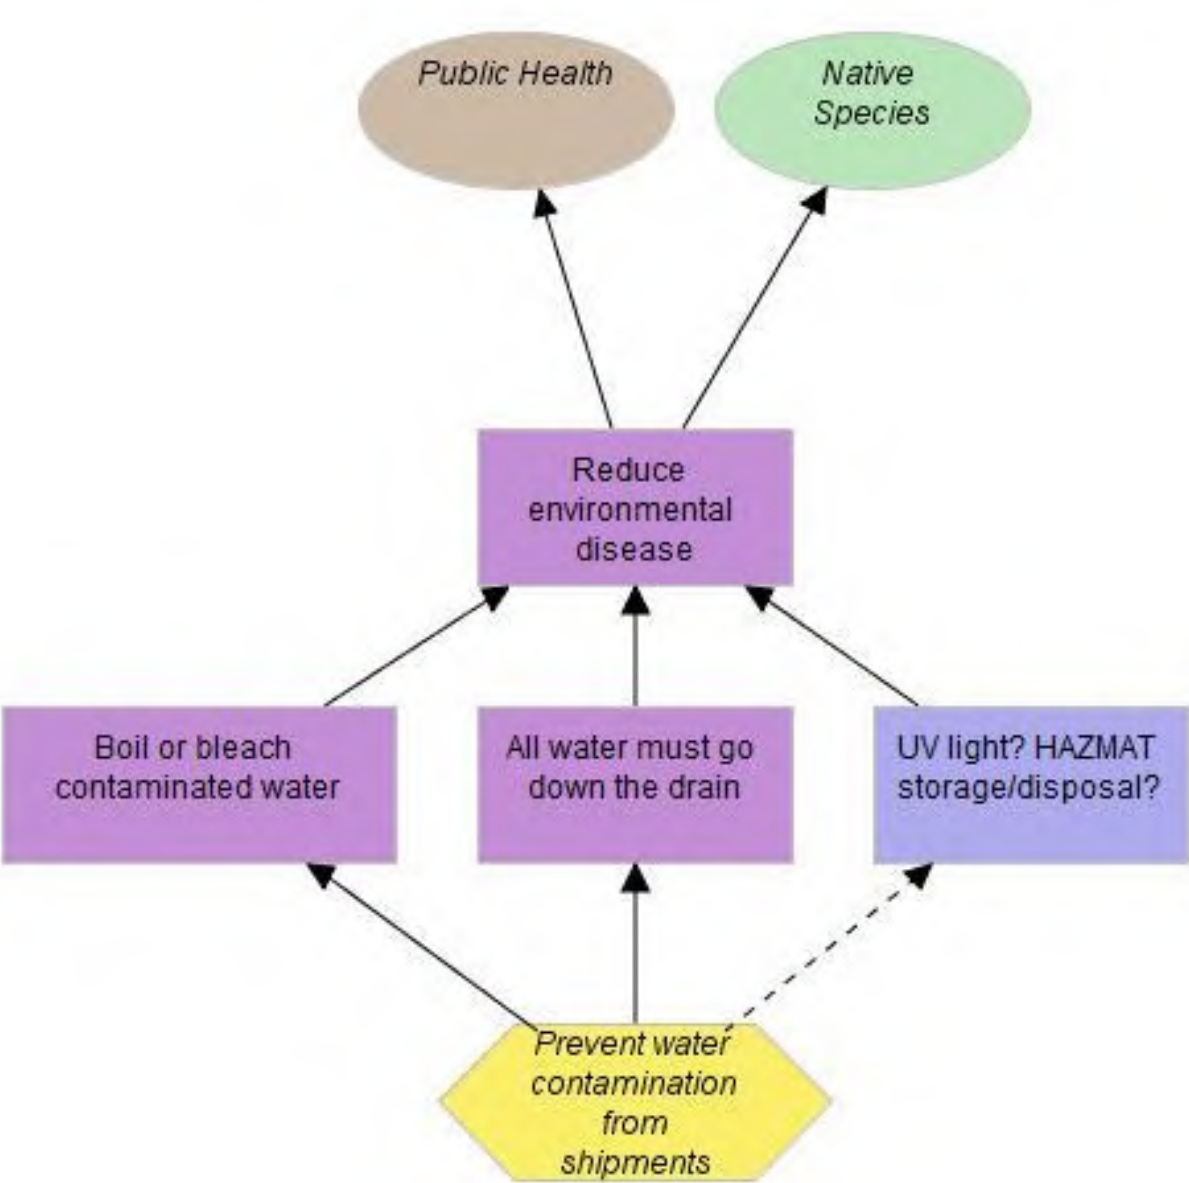 Public Health
Native
Species
Reduce
environmental
disease
Boil or bleach
contaminated water
All water must go
down the drain
UV light? HAZMAT
storage/disposal?
Prevent water
contamination
from
shipments